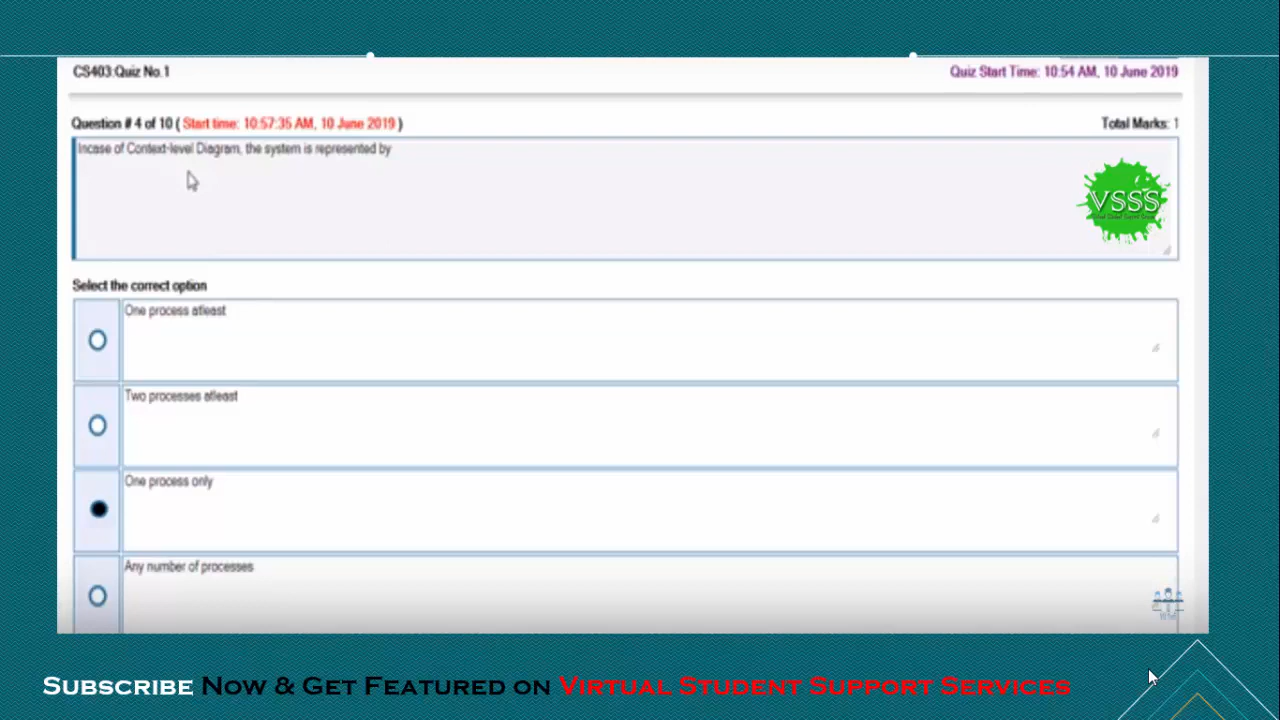 CS403:Quiz No.1
Quiz Start Time: 10:54 AM, 10 June 2019
Question # 4 of 10 ( Start time: 10:57:35 AM, 10 June 2019 )
Total Marks: 1
Incase of Context-level Diagram, the system is represented by
VSSS
Select the correct option
One process atleast
Two processes atleast
One process only
Any number of processes
Subscribe Now & Get Featured on Virtual Student Support Services